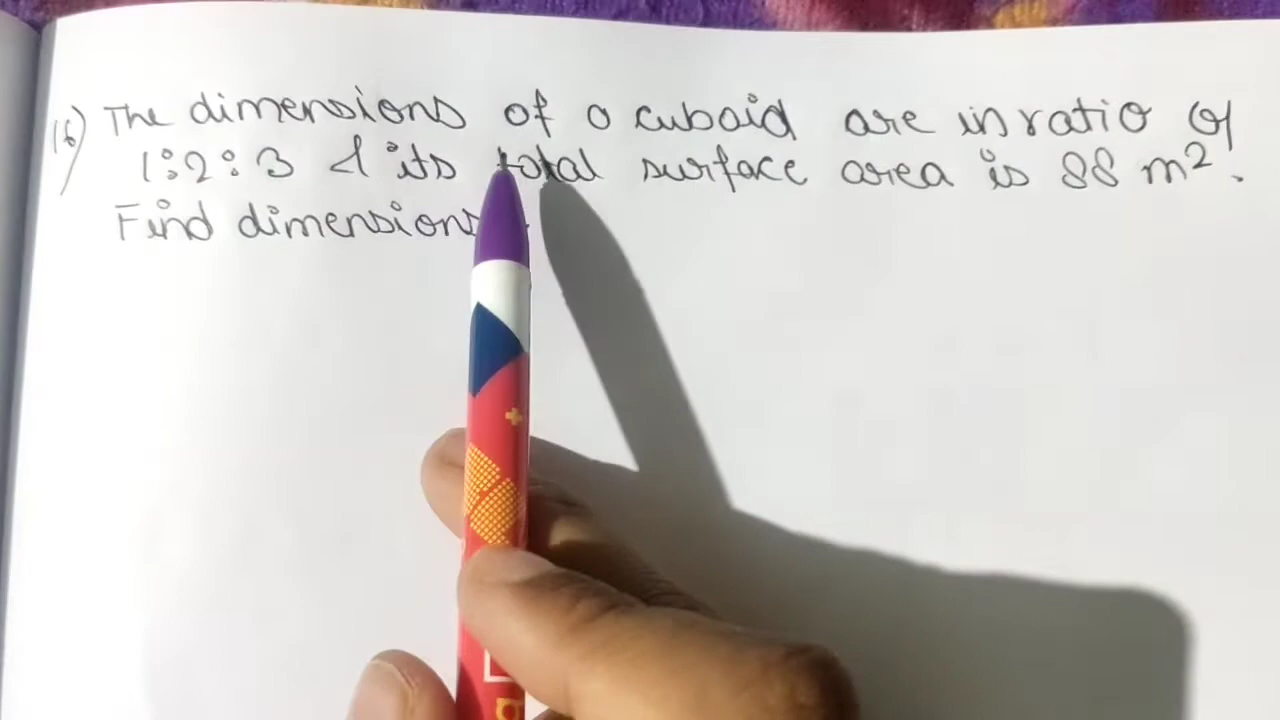 16) The dimensions of a cuboid are in ratio of
1:2:3 & its total surface area is 88 m².
Find dimensions